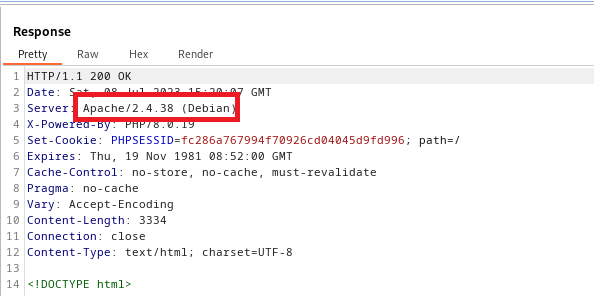 Response
Pretty Raw Hex Render
1 HTTP/1.1 200 OK
2 Date: Sat, 08 Jul 2023 15:20:07 GMT
3 Server: Apache/2.4.38 (Debian)
4 X-Powered-By: PHP/8.0.19
5 Set-Cookie: PHPSESSID=fc286a767994f70926cd04045d9fd996; path=/
6 Expires: Thu, 19 Nov 1981 08:52:00 GMT
7 Cache-Control: no-store, no-cache, must-revalidate
8 Pragma: no-cache
9 Vary: Accept-Encoding
10 Content-Length: 3334
11 Connection: close
12 Content-Type: text/html; charset=UTF-8
13
14 <!DOCTYPE html>